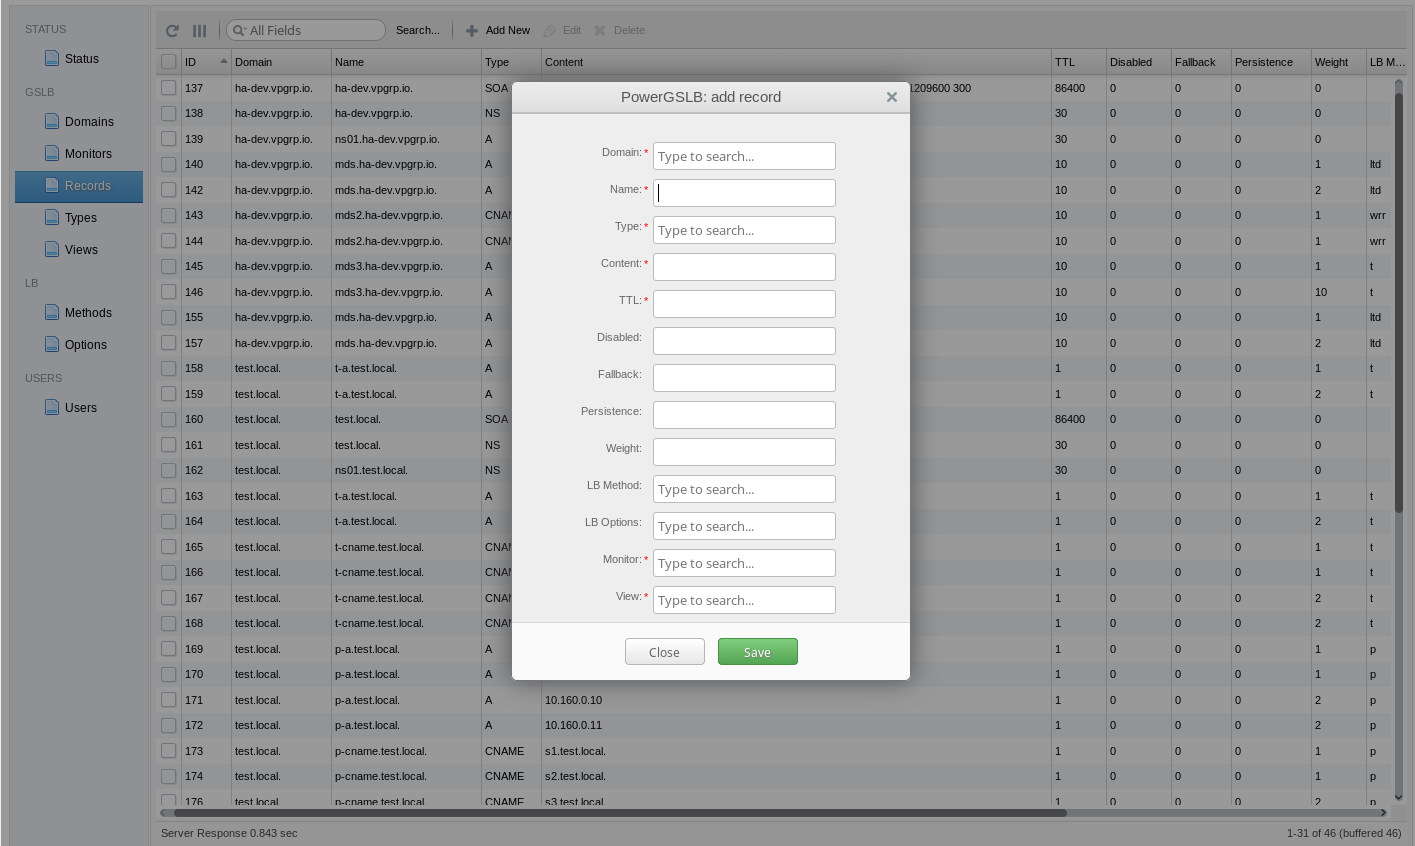 STATUS
Status
GSLB
Domains
Monitors
Records
Types
Views
LB
Methods
Options
USERS
Users
All Fields Search... Add New Edit Delete
ID Domain Name Type Content TTL Disabled Fallback Persistence Weight LB M...
137 ha-dev.vpgrp.io. ha-dev.vpgrp.io. SOA 1209600 300 86400 0 0 0 0
138 ha-dev.vpgrp.io. ha-dev.vpgrp.io. NS 30 0 0 0 0
139 ha-dev.vpgrp.io. ns01.ha-dev.vpgrp.io. A 30 0 0 0 0
140 ha-dev.vpgrp.io. mds.ha-dev.vpgrp.io. A 10 0 0 0 1 ltd
142 ha-dev.vpgrp.io. mds.ha-dev.vpgrp.io. A 10 0 0 0 2 ltd
143 ha-dev.vpgrp.io. mds2.ha-dev.vpgrp.io. CNAM 10 0 0 0 1 wrr
144 ha-dev.vpgrp.io. mds2.ha-dev.vpgrp.io. CNAM 10 0 0 0 1 wrr
145 ha-dev.vpgrp.io. mds3.ha-dev.vpgrp.io. A 10 0 0 0 1 t
146 ha-dev.vpgrp.io. mds3.ha-dev.vpgrp.io. A 10 0 0 0 10 t
155 ha-dev.vpgrp.io. mds.ha-dev.vpgrp.io. A 10 0 0 0 1 ltd
157 ha-dev.vpgrp.io. mds.ha-dev.vpgrp.io. A 10 0 0 0 2 ltd
158 test.local. t-a.test.local. A 1 0 0 0 1 t
159 test.local. t-a.test.local. A 1 0 0 0 2 t
160 test.local. test.local. SOA 86400 0 0 0 0
161 test.local. test.local. NS 30 0 0 0 0
162 test.local. ns01.test.local. NS 30 0 0 0 0
163 test.local. t-a.test.local. A 1 0 0 0 1 t
164 test.local. t-a.test.local. A 1 0 0 0 2 t
165 test.local. t-cname.test.local. CNAM 1 0 0 0 1 t
166 test.local. t-cname.test.local. CNAM 1 0 0 0 1 t
167 test.local. t-cname.test.local. CNAM 1 0 0 0 2 t
168 test.local. t-cname.test.local. CNAM 1 0 0 0 2 t
169 test.local. p-a.test.local. A 1 0 0 0 1 p
170 test.local. p-a.test.local. A 1 0 0 0 1 p
171 test.local. p-a.test.local. A 10.160.0.10 1 0 0 0 2 p
172 test.local. p-a.test.local. A 10.160.0.11 1 0 0 0 2 p
173 test.local. p-cname.test.local. CNAME s1.test.local. 1 0 0 0 1 p
174 test.local. p-cname.test.local. CNAME s2.test.local. 1 0 0 0 1 p
176 test.local. p-cname.test.local. CNAME s3.test.local. 1 0 0 0 2 p
PowerGSLB: add record
Domain:* Type to search...
Name:*
Type:* Type to search...
Content:*
TTL:*
Disabled:
Fallback:
Persistence:
Weight:
LB Method: Type to search...
LB Options: Type to search...
Monitor:* Type to search...
View:* Type to search...
Close Save
Server Response 0.843 sec 1-31 of 46 (buffered 46)